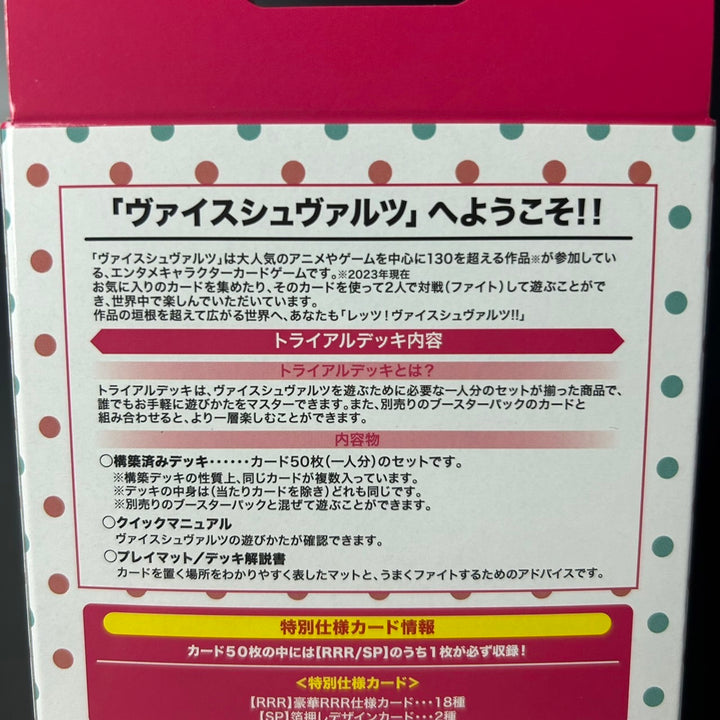 「ヴァイスシュヴァルツ」へようこそ!!
「ヴァイスシュヴァルツ」は大人気のアニメやゲームを中心に130を超える作品※が参加してい
る、エンタメキャラクターカードゲームです。※2023年現在
お気に入りのカードを集めたり、そのカードを使って2人で対戦(ファイト)して遊ぶことがで
き、世界中で楽しんでいただいています。
作品の垣根を超えて広がる世界へ、あなたも「レッツ!ヴァイスシュヴァルツ!!」
トライアルデッキ内容
トライアルデッキとは?
トライアルデッキは、ヴァイスシュヴァルツを遊ぶために必要な一人分のセットが揃った商品で、
誰でもお手軽に遊びかたをマスターできます。また、別売りのブースターパックのカードと
組み合わせると、より一層楽しむことができます。
内容物
○構築済みデッキ‥‥‥カード50枚(一人分)のセットです。
※構築デッキの性質上、同じカードが複数入っています。
※デッキの中身は(当たりカードを除き)どれも同じです。
※別売りのブースターパックと混ぜて遊ぶことができます。
○クイックマニュアル
ヴァイスシュヴァルツの遊びかたが確認できます。
○プレイマット/デッキ解説書
カードを置く場所をわかりやすく表したマットと、うまくファイトするためのアドバイスです。
特別仕様カード情報
カード50枚の中には【RRR/SP】のうち1枚が必ず収録!
<特別仕様カード>
【RRR】豪華RRR仕様カード・・・18種
【SP】箔押しデザインカード・・・2種